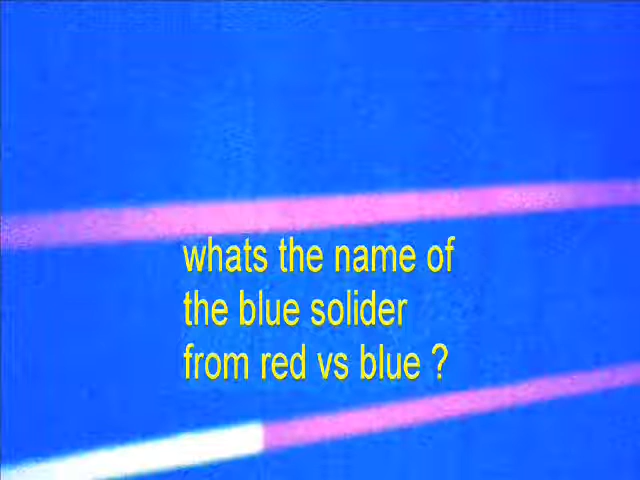 whats the name of
the blue solider
from red vs blue ?